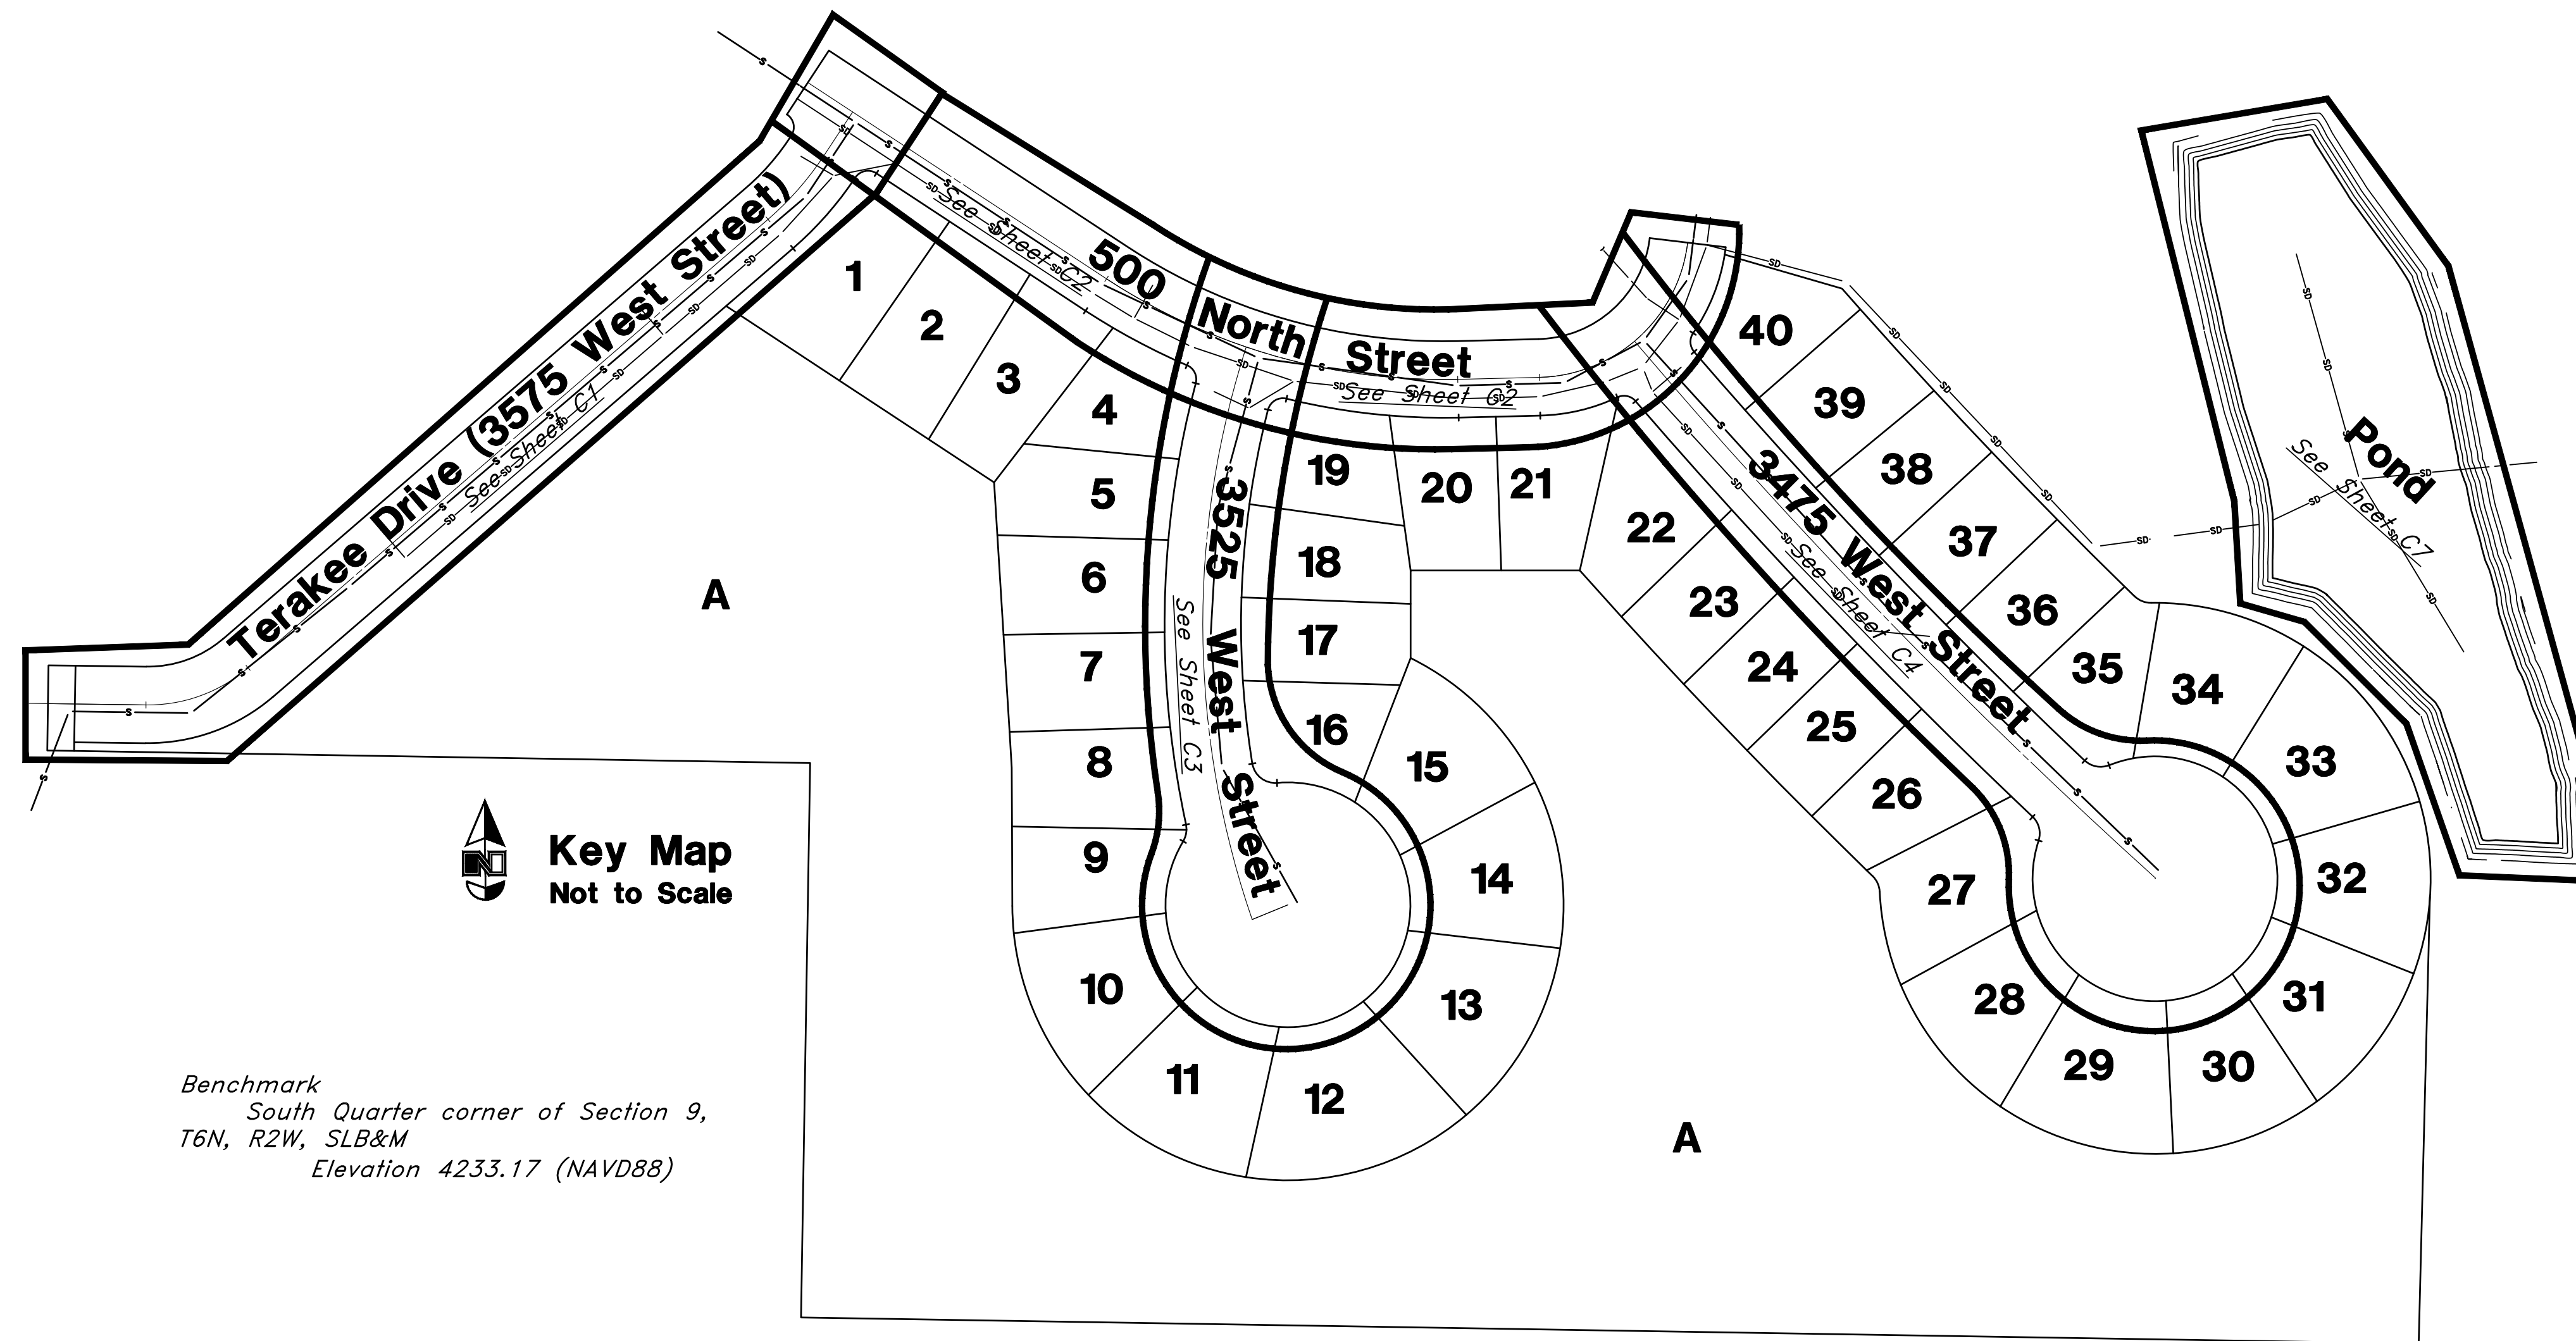 Terakee Drive (3575 West Street)
See Sheet C1
500 North Street
See Sheet C2
See Sheet C2
3525 West Street
See Sheet C3
3475 West Street
See Sheet C4
Pond
See Sheet C7
1
2
3
4
5
6
7
8
9
10
11
12
13
14
15
16
17
18
19
20
21
22
23
24
25
26
27
28
29
30
31
32
33
34
35
36
37
38
39
40
A
A
N
Key Map
Not to Scale
Benchmark
South Quarter corner of Section 9,
T6N, R2W, SLB&M
Elevation 4233.17 (NAVD88)